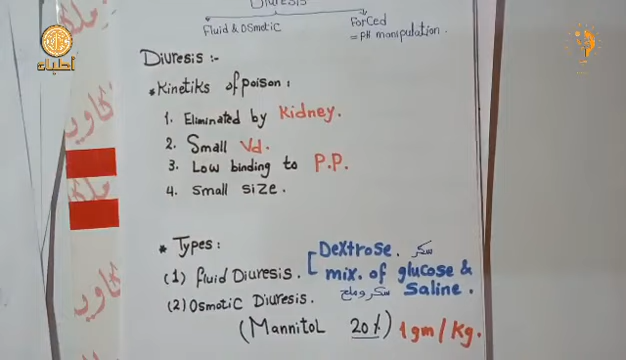 Diuresis
Fluid & Osmotic
Forced
= PH manipulation.
Diuresis :-
* Kinetiks of poison :
1. Eliminated by Kidney.
2. Small Vd.
3. Low binding to P.P.
4. Small size.
* Types :
(1) Fluid Diuresis. Dextrose. سكر
mix. of glucose &
سكر وملح Saline.
(2) Osmotic Diuresis.
(Mannitol 20%) 1gm/Kg.
أطباء